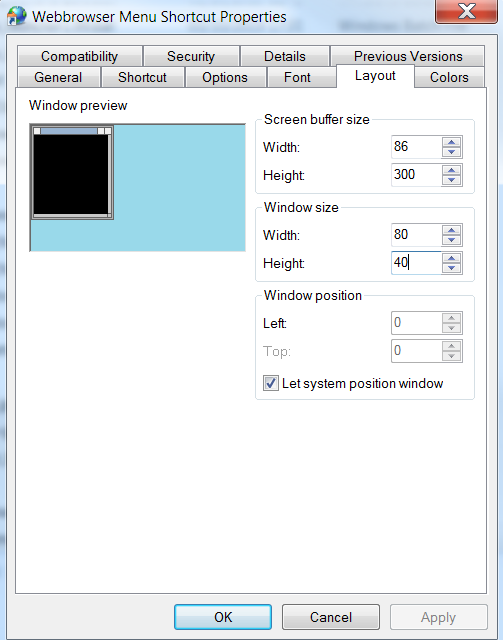 Webbrowser Menu Shortcut Properties
Compatibility Security Details Previous Versions
General Shortcut Options Font Layout Colors
Window preview
Screen buffer size
Width: 86
Height: 300
Window size
Width: 80
Height: 40
Window position
Left: 0
Top: 0
Let system position window
OK Cancel Apply